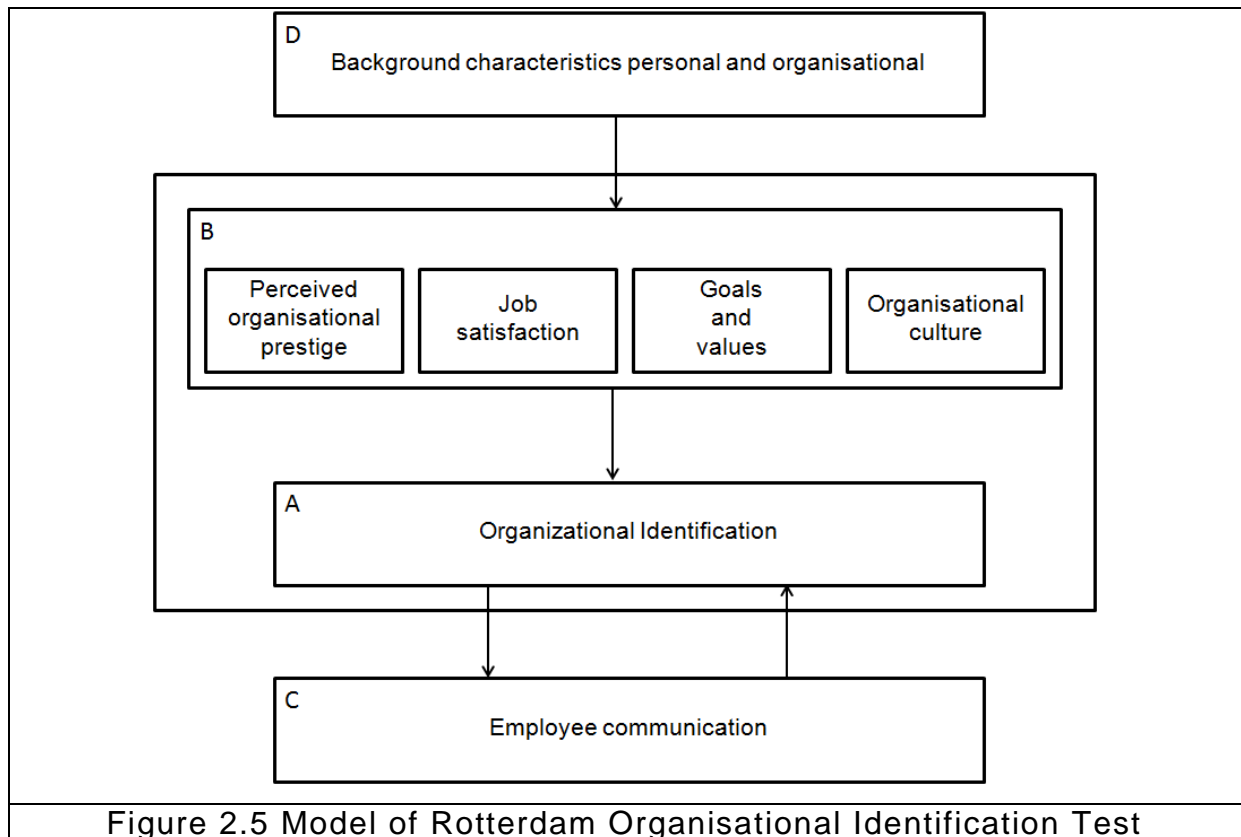 D
Background characteristics personal and organisational
B
Perceived
organisational
prestige
Job
satisfaction
Goals
and
values
Organisational
culture
A
Organizational Identification
C
Employee communication
Figure 2.5 Model of Rotterdam Organisational Identification Test